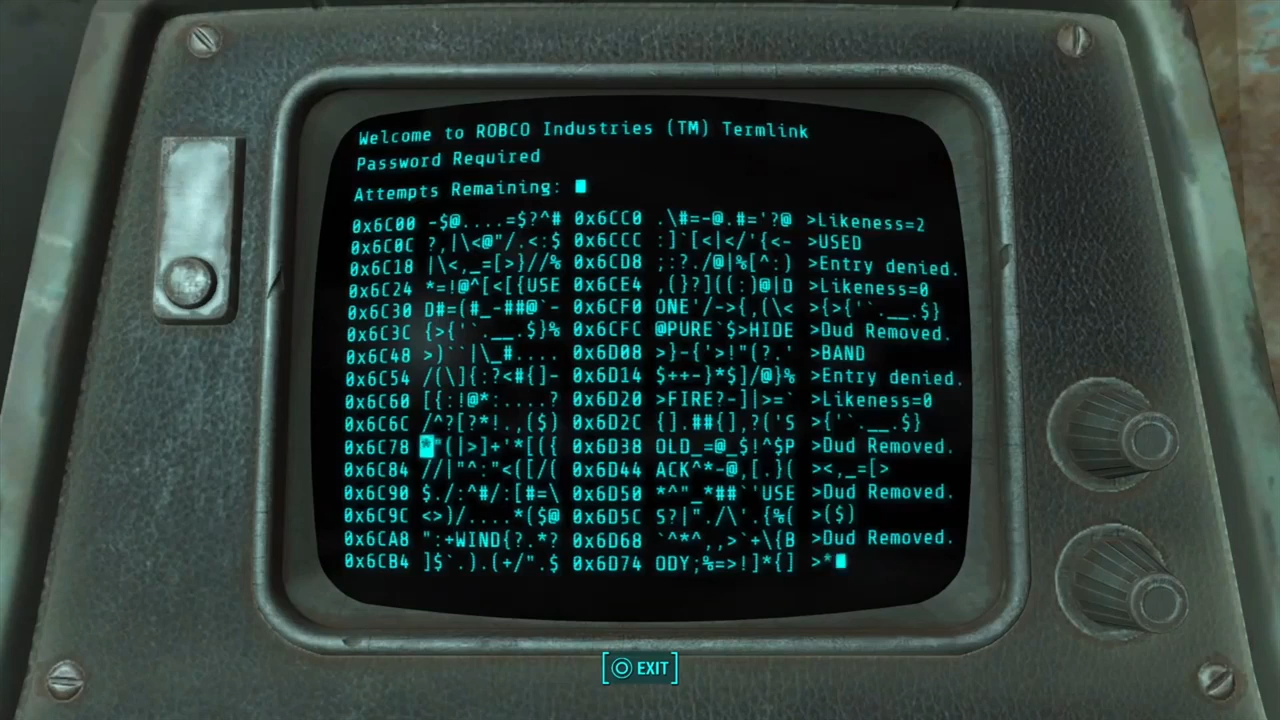 Welcome to ROBCO Industries (TM) Termlink
Password Required
Attempts Remaining: ■
0x6C00 -$@....=$?^# 0x6CC0 .\#=-@.#='?@ >Likeness=2
0x6C0C ?,|\<@"/.<:$ 0x6CCC :]`[<|</'{<- >USED
0x6C18 |\<,_=[>}//% 0x6CD8 ;:?./@|%[^:) >Entry denied.
0x6C24 *=!@^[<[{USE 0x6CE4 ,(}?](((:)@|D >Likeness=0
0x6C30 D#=(#_-##@`- 0x6CF0 ONE'/->{,(\< >{>{'`.__.$}
0x6C3C {>{'`.__.$}% 0x6CFC @PURE`$>HIDE >Dud Removed.
0x6C48 >)``|\_#.... 0x6D08 >}-{'>!"(?.' >BAND
0x6C54 /(\]{:?<#{]- 0x6D14 $++-}*$]/@}% >Entry denied.
0x6C60 [{:!@*:....? 0x6D20 >FIRE?-]|>=` >Likeness=0
0x6C6C /^?[?*!.,($) 0x6D2C {].##{],?('S >{'`.__.$}
0x6C78 *"(|>]+'*[({ 0x6D38 OLD_=@_$!^$P >Dud Removed.
0x6C84 //|"^:"<([/( 0x6D44 ACK^*-@,[.}( ><,_=[>
0x6C90 $./:^#/:[#=\ 0x6D50 *^"_*##`'USE >Dud Removed.
0x6C9C <>)/....*($@ 0x6D5C S?|"./\'.{%( >($)
0x6CA8 ":+WIND{?.*? 0x6D68 `^*^,,>`+\{B >Dud Removed.
0x6CB4 ]$`.).(+/".$ 0x6D74 ODY;%=>!]*{] >*■
EXIT